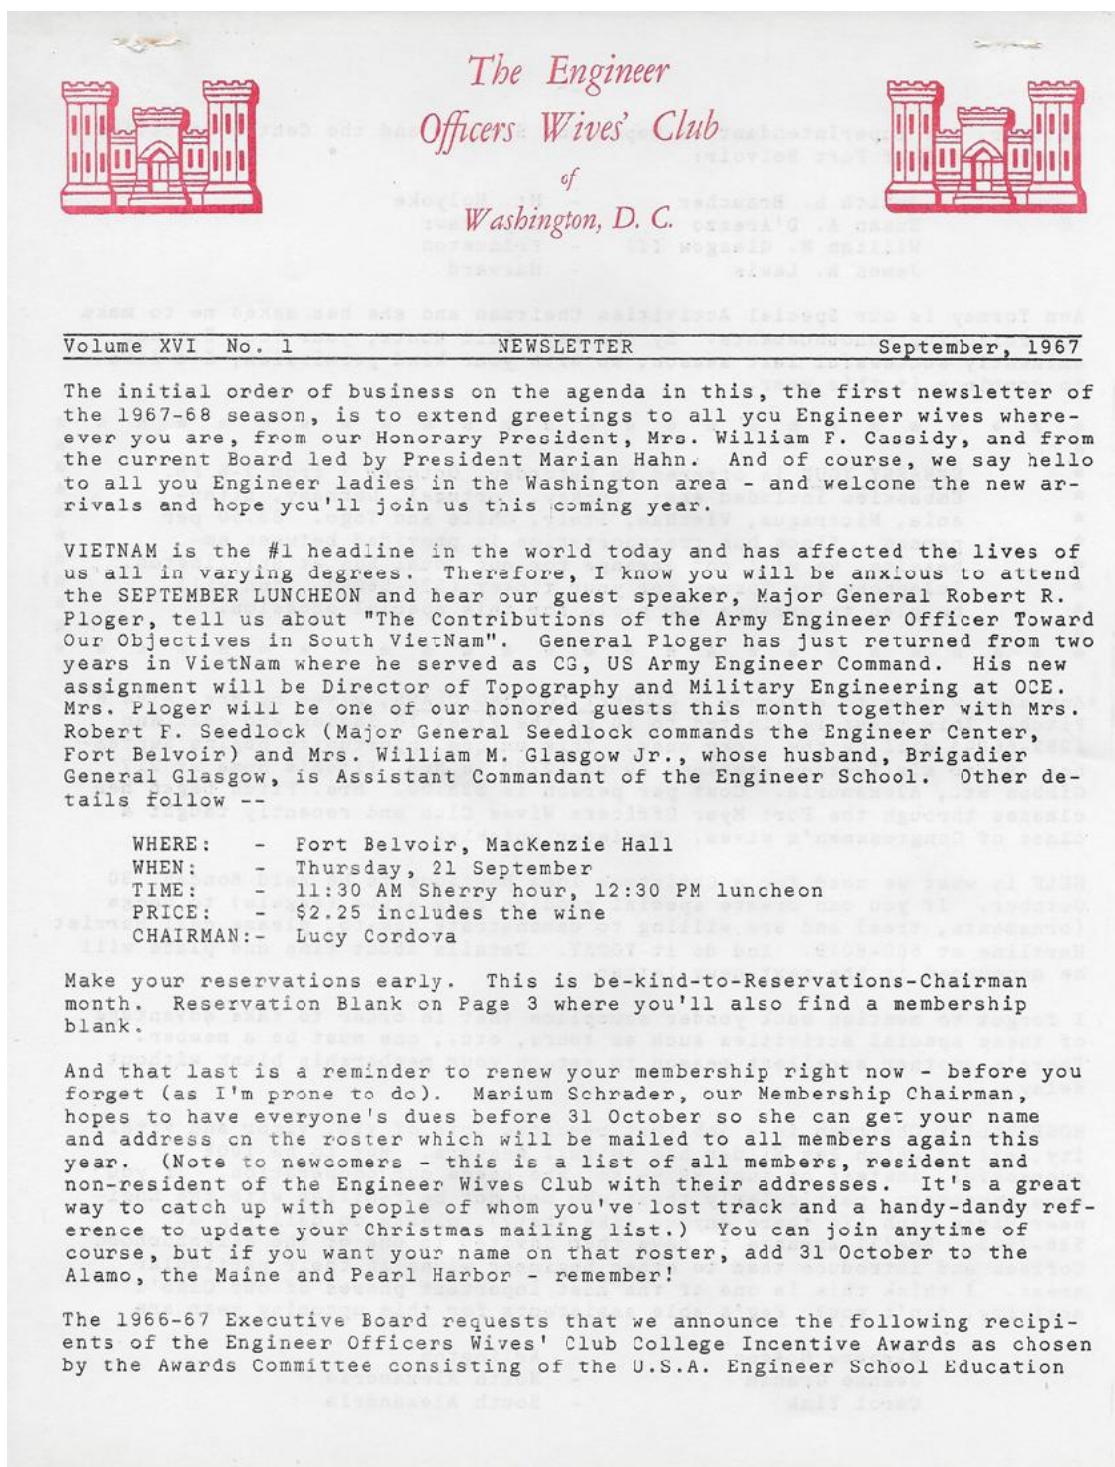 The Engineer
Officers Wives' Club
of
Washington, D. C.
Volume XVI No. 1 NEWSLETTER September, 1967
The initial order of business on the agenda in this, the first newsletter of
the 1967-68 season, is to extend greetings to all you Engineer wives where-
ever you are, from our Honorary President, Mrs. William F. Cassidy, and from
the current Board led by President Marian Hahn. And of course, we say hello
to all you Engineer ladies in the Washington area - and welcome the new ar-
rivals and hope you'll join us this coming year.
VIETNAM is the #1 headline in the world today and has affected the lives of
us all in varying degrees. Therefore, I know you will be anxious to attend
the SEPTEMBER LUNCHEON and hear our guest speaker, Major General Robert R.
Ploger, tell us about "The Contributions of the Army Engineer Officer Toward
Our Objectives in South VietNam". General Ploger has just returned from two
years in VietNam where he served as CG, US Army Engineer Command. His new
assignment will be Director of Topography and Military Engineering at OCE.
Mrs. Ploger will be one of our honored guests this month together with Mrs.
Robert F. Seedlock (Major General Seedlock commands the Engineer Center,
Fort Belvoir) and Mrs. William M. Glasgow Jr., whose husband, Brigadier
General Glasgow, is Assistant Commandant of the Engineer School. Other de-
tails follow --
WHERE: - Fort Belvoir, MacKenzie Hall
WHEN: - Thursday, 21 September
TIME: - 11:30 AM Sherry hour, 12:30 PM luncheon
PRICE: - $2.25 includes the wine
CHAIRMAN:- Lucy Cordova
Make your reservations early. This is be-kind-to-Reservations-Chairman
month. Reservation Blank on Page 3 where you'll also find a membership
blank.
And that last is a reminder to renew your membership right now - before you
forget (as I'm prone to do). Marium Schrader, our Membership Chairman,
hopes to have everyone's dues before 31 October so she can get your name
and address on the roster which will be mailed to all members again this
year. (Note to newcomers - this is a list of all members, resident and
non-resident of the Engineer Wives Club with their addresses. It's a great
way to catch up with people of whom you've lost track and a handy-dandy ref-
erence to update your Christmas mailing list.) You can join anytime of
course, but if you want your name on that roster, add 31 October to the
Alamo, the Maine and Pearl Harbor - remember!
The 1966-67 Executive Board requests that we announce the following recipi-
ents of the Engineer Officers Wives' Club College Incentive Awards as chosen
by the Awards Committee consisting of the U.S.A. Engineer School Education